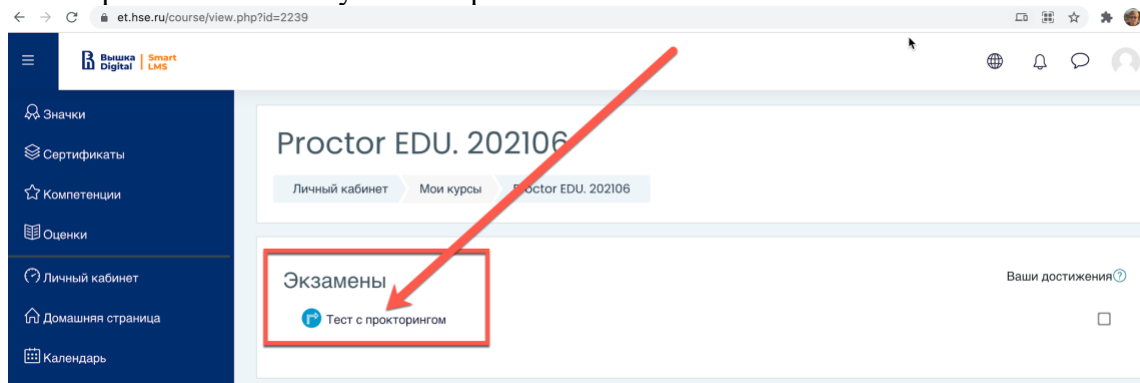 et.hse.ru/course/view.php?id=2239
Вышка Digital | Smart LMS
Значки
Сертификаты
Компетенции
Оценки
Личный кабинет
Домашняя страница
Календарь
Proctor EDU. 202106
Личный кабинет Мои курсы Proctor EDU. 202106
Экзамены
Ваши достижения
Тест с прокторингом